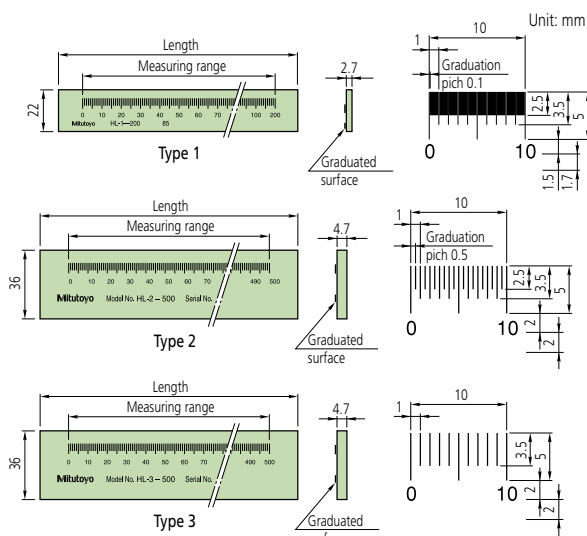 Unit: mm
Length
Measuring range
22
0 10 20 30 40 50 60 70 80 90 100 200
Mitutoyo HL-1—200 85
Type 1
2.7
Graduated
surface
10
1
Graduation
pich 0.1
2.5
3.5
5
0 10
1.5
1.7
Length
Measuring range
36
0 10 20 30 40 50 60 70 490 500
Mitutoyo Model No. HL-2 – 500 Serial No.
Type 2
4.7
Graduated
surface
10
1
Graduation
pich 0.5
2.5
3.5
5
0 10
2
2
Length
Measuring range
36
0 10 20 30 40 50 60 70 490 500
Mitutoyo Model No. HL-3 – 500 Serial No.
Type 3
4.7
Graduated
10
1
3.5
5
0 10
2
2